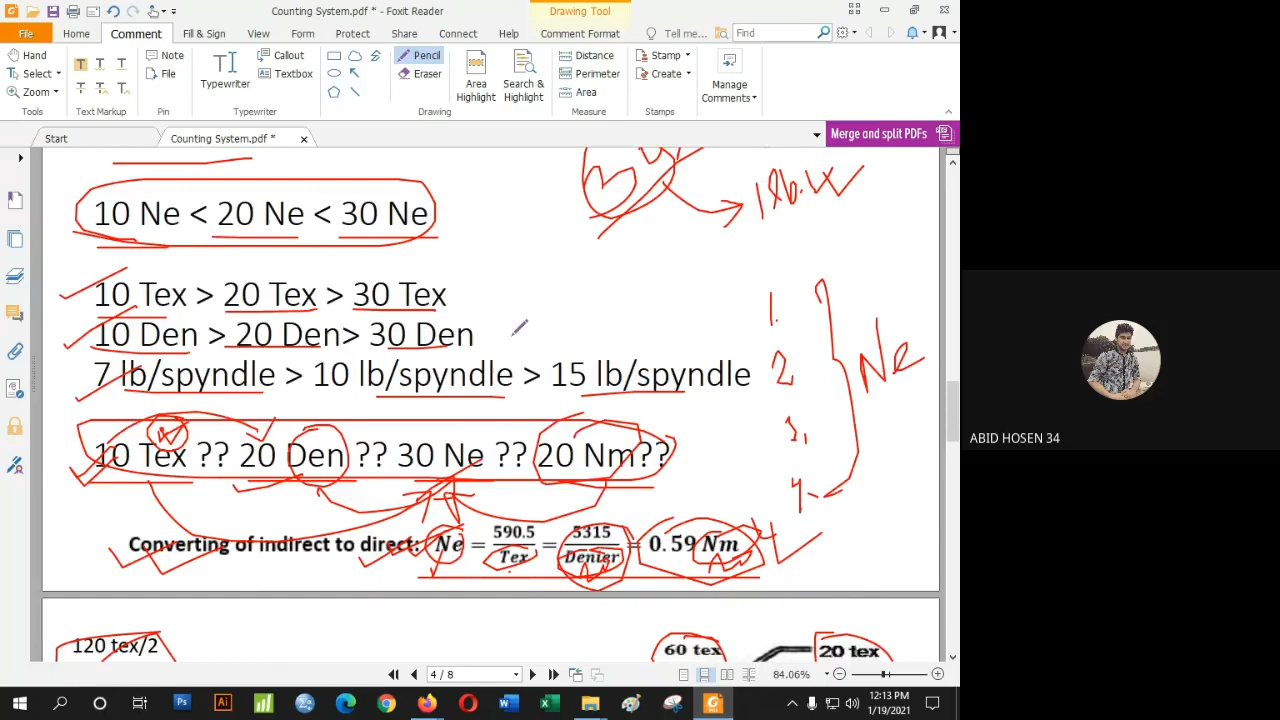 Counting System.pdf * - Foxit Reader
Drawing Tool
File Home Comment Fill & Sign View Form Protect Share Connect Help Comment Format Tell me... Find
Hand
Select
Zoom
Tools
Text Markup
Note
File
Pin
Typewriter
Callout
Textbox
Typewriter
Pencil
Eraser
Area Highlight
Search & Highlight
Drawing
Distance
Perimeter
Area
Measure
Stamp
Create
Stamps
Manage Comments
Comments
Start
Counting System.pdf *
Merge and split PDFs
1lb.W
10 Ne < 20 Ne < 30 Ne
10 Tex > 20 Tex > 30 Tex
10 Den > 20 Den> 30 Den
7 lb/spyndle > 10 lb/spyndle > 15 lb/spyndle
1.
2
3.
4.
Ne
10 Tex ?? 20 Den ?? 30 Ne ?? 20 Nm??
Converting of indirect to direct: Ne = 590.5/Tex = 5315/Denier = 0.59 Nm
120 tex/2
60 tex
20 tex
4 / 8
84.06%
ABID HOSEN 34
12:13 PM
1/19/2021